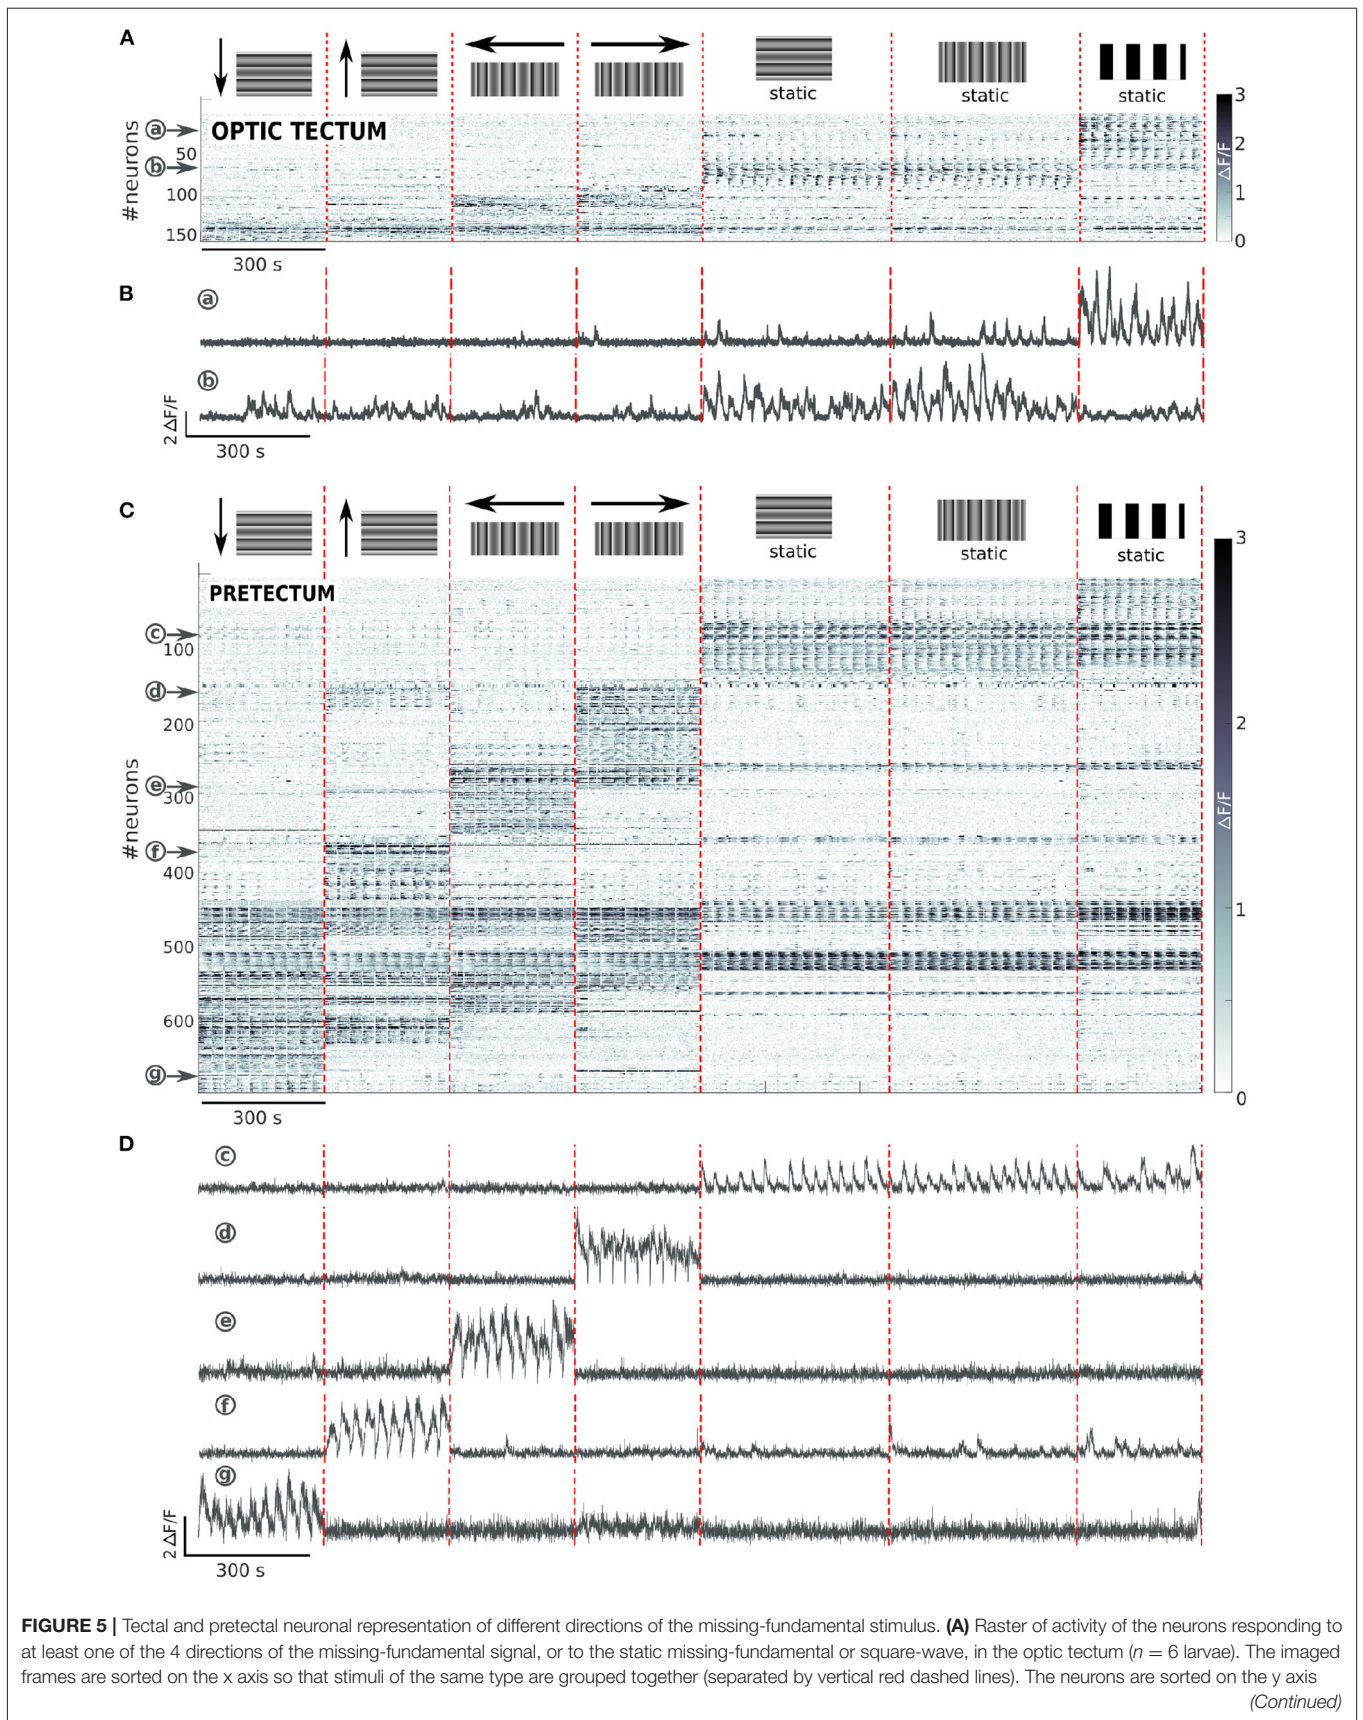 A
static
static
static
OPTIC TECTUM
a
b
#neurons
50
100
150
3
2
1
0
ΔF/F
300 s
B
a
b
2 ΔF/F
300 s
C
static
static
static
PRETECTUM
c
100
d
200
e
300
f
400
500
600
g
#neurons
3
2
1
0
ΔF/F
300 s
D
c
d
e
f
g
2 ΔF/F
300 s
FIGURE 5 | Tectal and pretectal neuronal representation of different directions of the missing-fundamental stimulus. (A) Raster of activity of the neurons responding to
at least one of the 4 directions of the missing-fundamental signal, or to the static missing-fundamental or square-wave, in the optic tectum (n = 6 larvae). The imaged
frames are sorted on the x axis so that stimuli of the same type are grouped together (separated by vertical red dashed lines). The neurons are sorted on the y axis
(Continued)